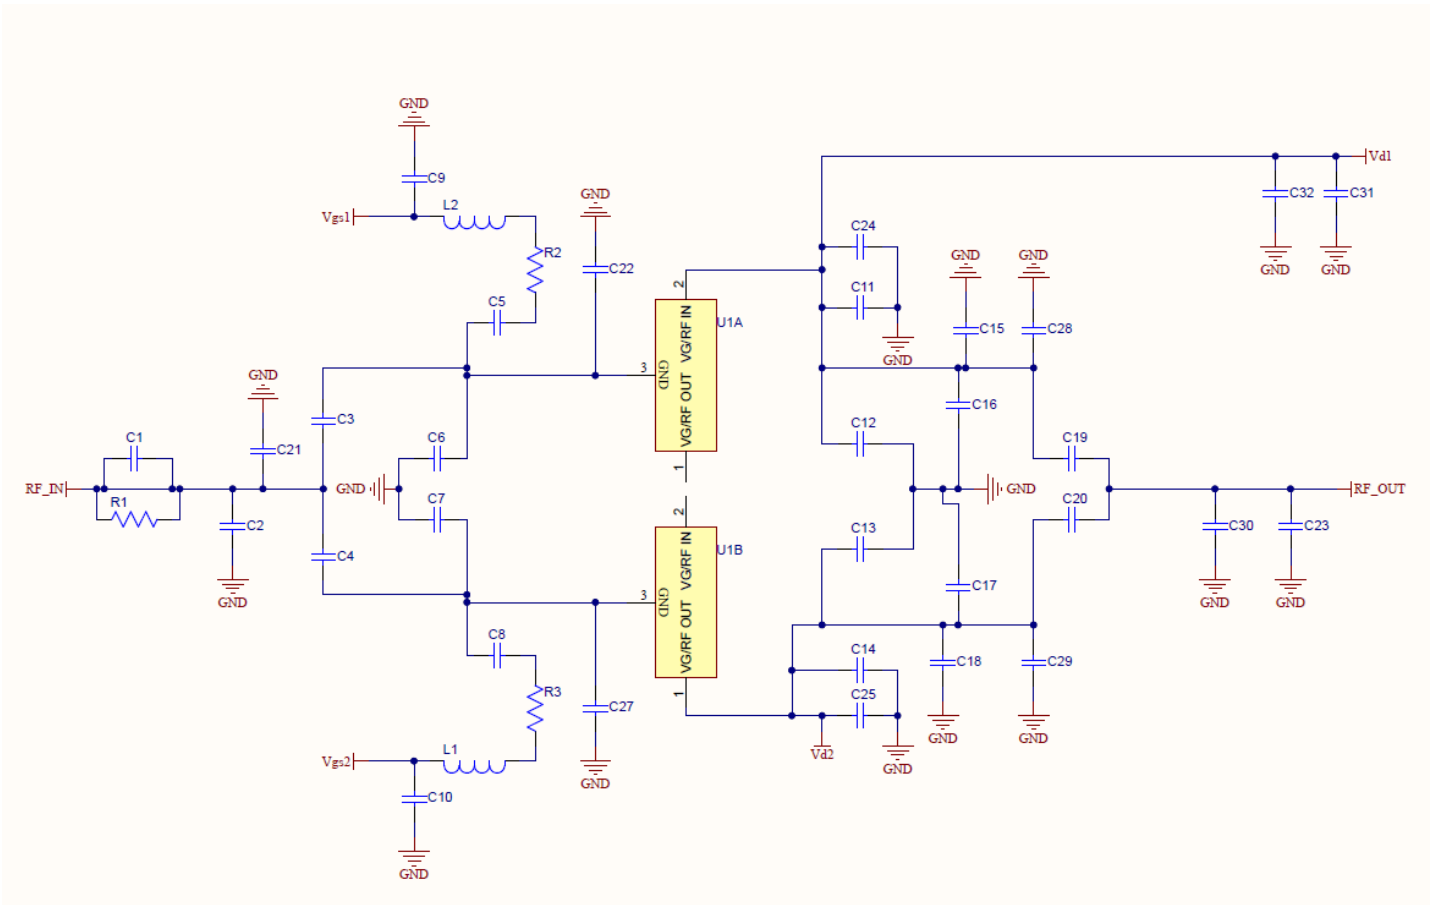 GND
C9
Vgs1
L2
R2
C5
GND
C22
2
VG/RF IN
U1A
3
GND
VG/RF OUT
1
C24
C11
GND
GND
C15
GND
C28
C16
Vd1
C32
C31
GND
GND
C12
C19
GND
C21
C3
C1
RF_IN
R1
C2
GND
C4
C6
GND
C7
GND
RF_OUT
C20
C30
C23
GND
GND
C13
C17
2
VG/RF IN
U1B
3
GND
VG/RF OUT
1
C8
R3
L1
Vgs2
C10
GND
C27
GND
C14
C25
Vd2
GND
C18
GND
C29
GND